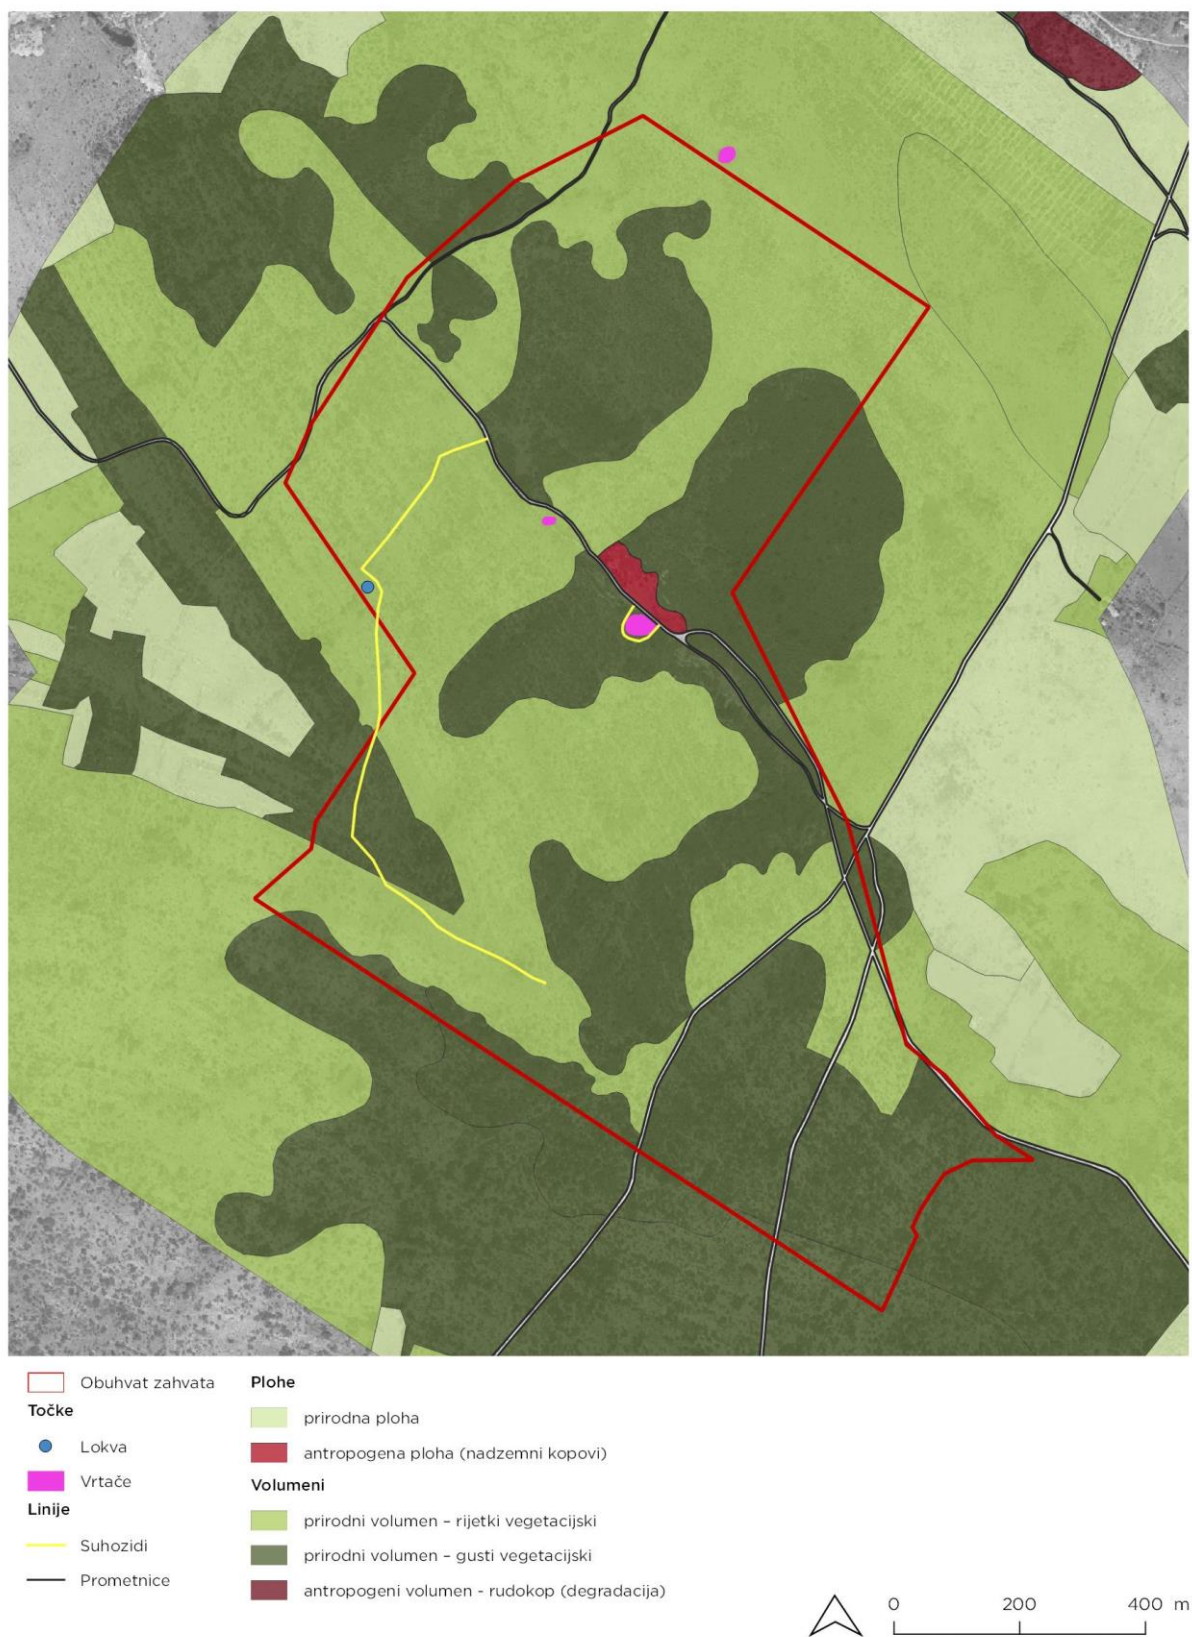 Obuhvat zahvata
Točke
Lokva
Vrtače
Linije
Suhozidi
Prometnice
Plohe
prirodna ploha
antropogena ploha (nadzemni kopovi)
Volumeni
prirodni volumen – rijetki vegetacijski
prirodni volumen – gusti vegetacijski
antropogeni volumen - rudokop (degradacija)
0 200 400 m